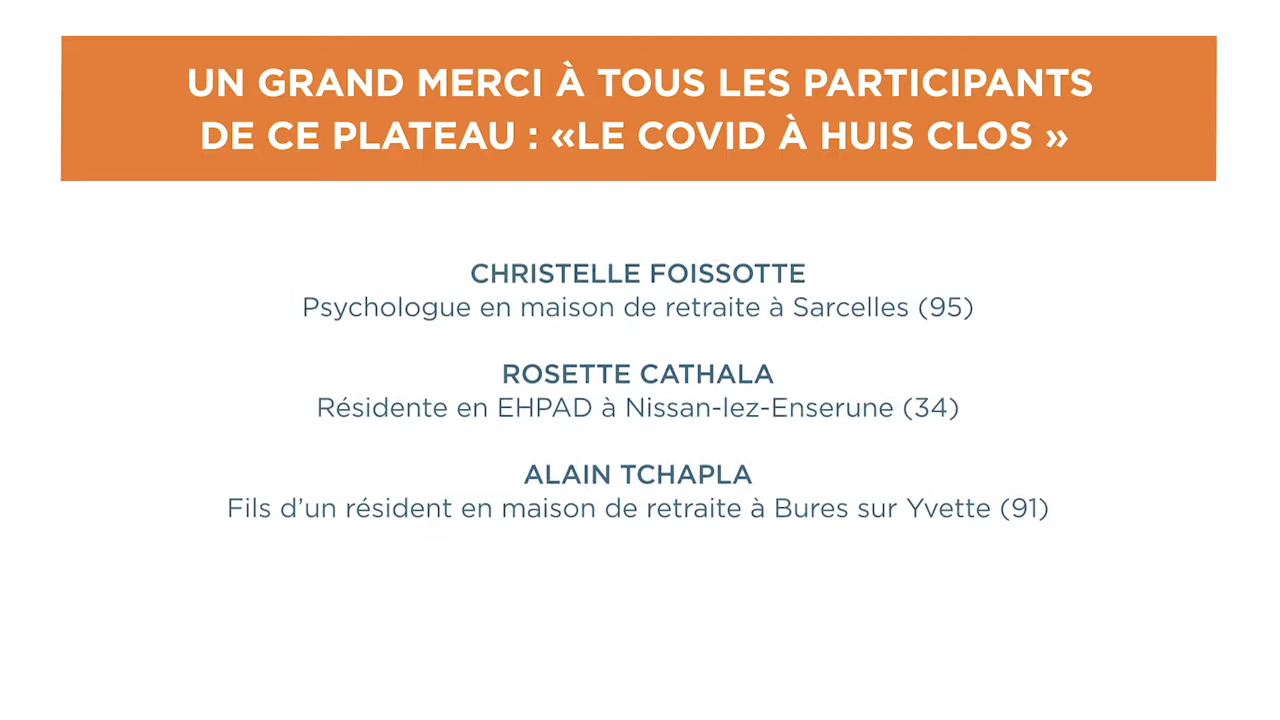 UN GRAND MERCI À TOUS LES PARTICIPANTS
DE CE PLATEAU : «LE COVID À HUIS CLOS »
CHRISTELLE FOISSOTTE
Psychologue en maison de retraite à Sarcelles (95)
ROSETTE CATHALA
Résidente en EHPAD à Nissan-lez-Enserune (34)
ALAIN TCHAPLA
Fils d’un résident en maison de retraite à Bures sur Yvette (91)